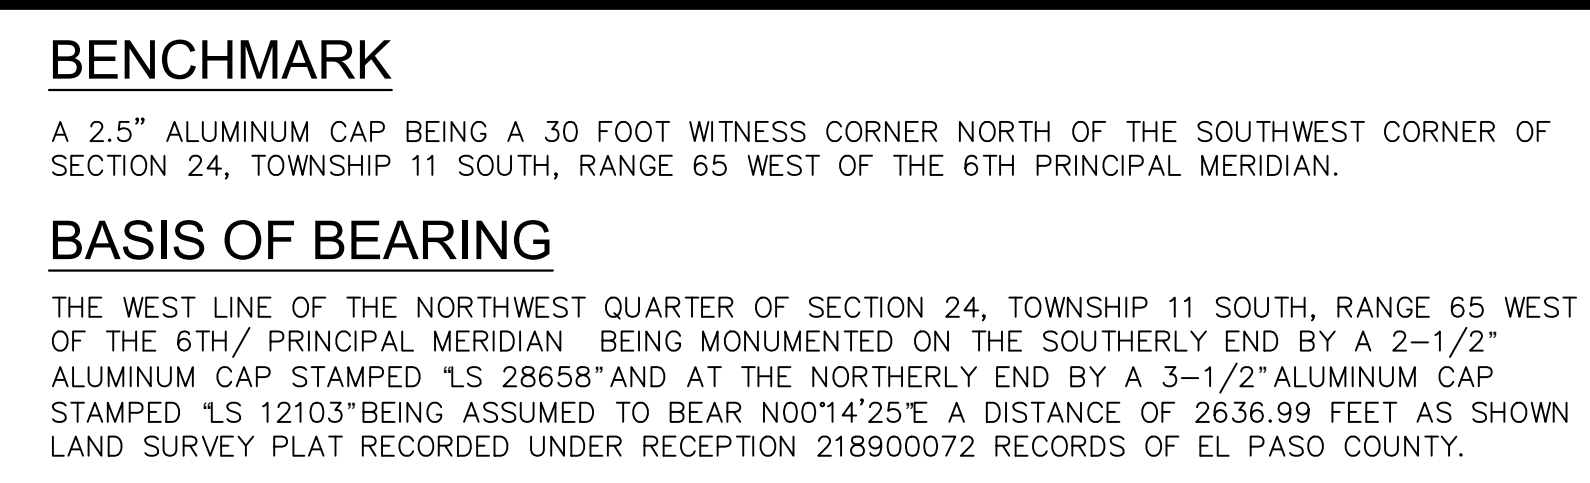 BENCHMARK
A 2.5" ALUMINUM CAP BEING A 30 FOOT WITNESS CORNER NORTH OF THE SOUTHWEST CORNER OF
SECTION 24, TOWNSHIP 11 SOUTH, RANGE 65 WEST OF THE 6TH PRINCIPAL MERIDIAN.
BASIS OF BEARING
THE WEST LINE OF THE NORTHWEST QUARTER OF SECTION 24, TOWNSHIP 11 SOUTH, RANGE 65 WEST
OF THE 6TH/ PRINCIPAL MERIDIAN BEING MONUMENTED ON THE SOUTHERLY END BY A 2-1/2"
ALUMINUM CAP STAMPED "LS 28658" AND AT THE NORTHERLY END BY A 3-1/2" ALUMINUM CAP
STAMPED "LS 12103" BEING ASSUMED TO BEAR N00°14'25"E A DISTANCE OF 2636.99 FEET AS SHOWN
LAND SURVEY PLAT RECORDED UNDER RECEPTION 218900072 RECORDS OF EL PASO COUNTY.